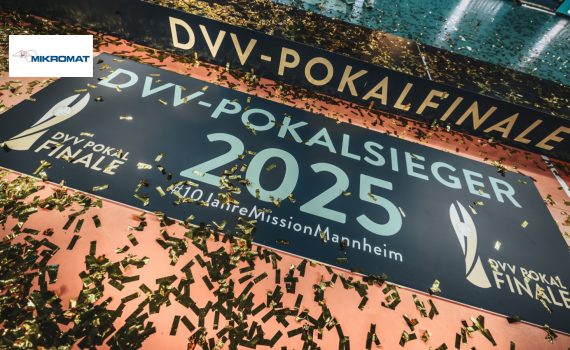 MIKROMAT
DVV-POKALFINALE
DVV-POKALSIEGER
2025
#10JahreMissionMannheim
DVV POKAL
FINALE
DVV POKAL
FINALE